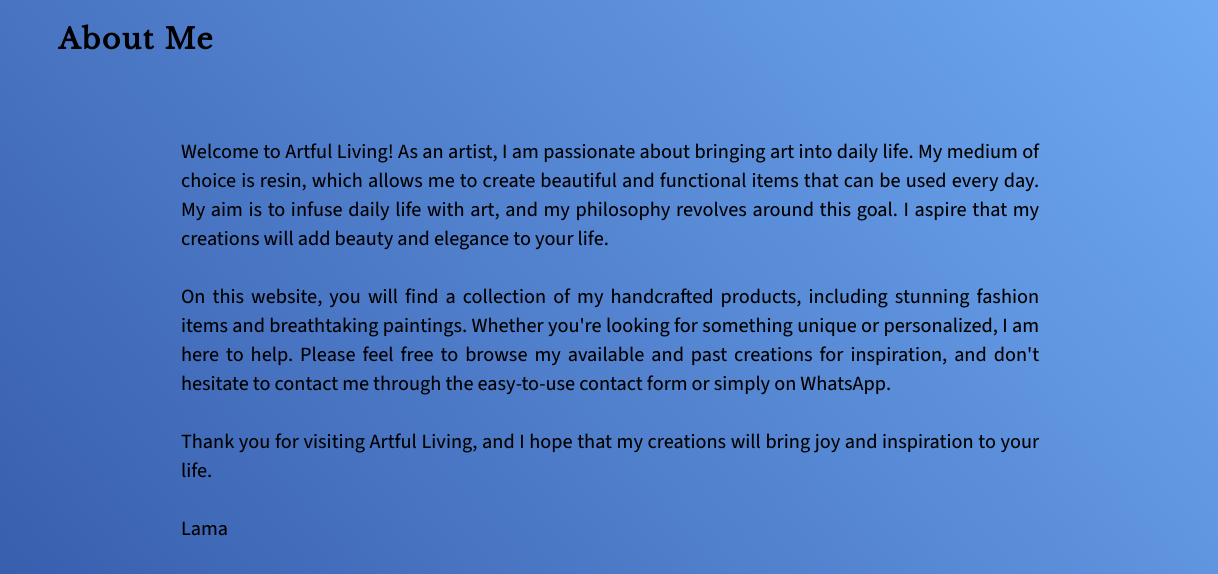 About Me
Welcome to Artful Living! As an artist, I am passionate about bringing art into daily life. My medium of
choice is resin, which allows me to create beautiful and functional items that can be used every day.
My aim is to infuse daily life with art, and my philosophy revolves around this goal. I aspire that my
creations will add beauty and elegance to your life.
On this website, you will find a collection of my handcrafted products, including stunning fashion
items and breathtaking paintings. Whether you're looking for something unique or personalized, I am
here to help. Please feel free to browse my available and past creations for inspiration, and don't
hesitate to contact me through the easy-to-use contact form or simply on WhatsApp.
Thank you for visiting Artful Living, and I hope that my creations will bring joy and inspiration to your
life.
Lama